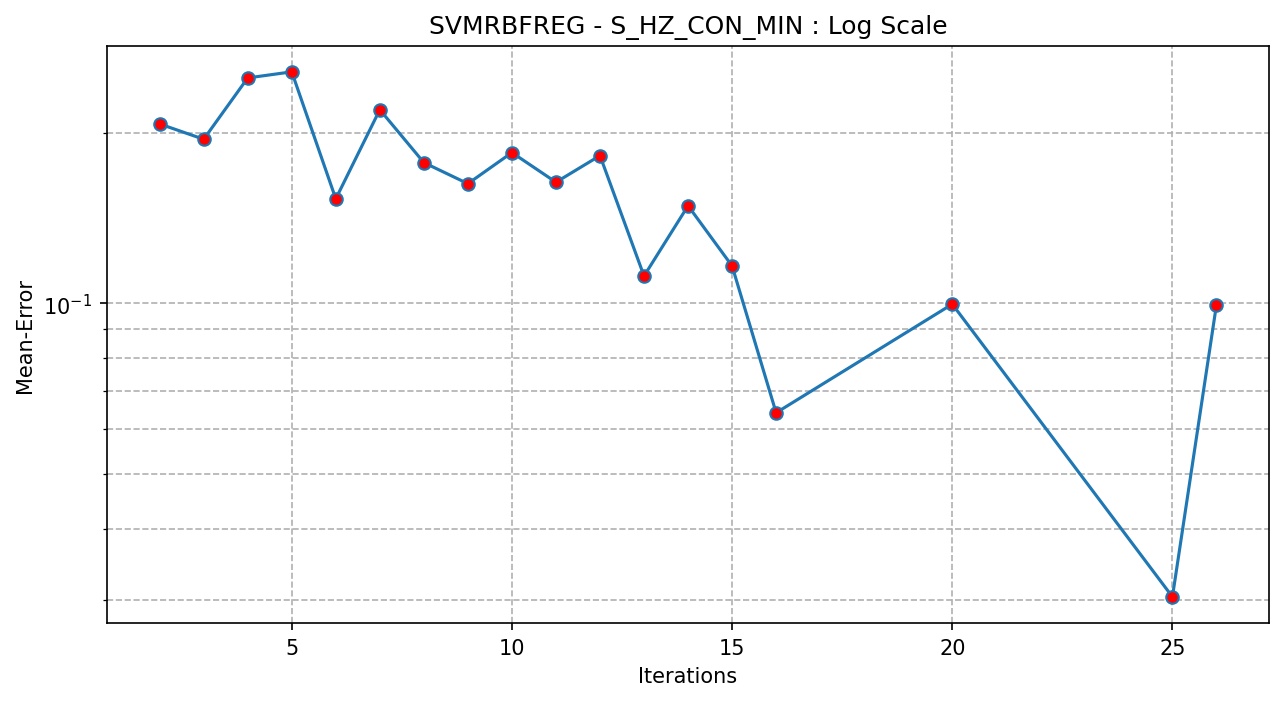 SVMRBFREG - S_HZ_CON_MIN : Log Scale
Mean-Error
10⁻¹
5 10 15 20 25
Iterations